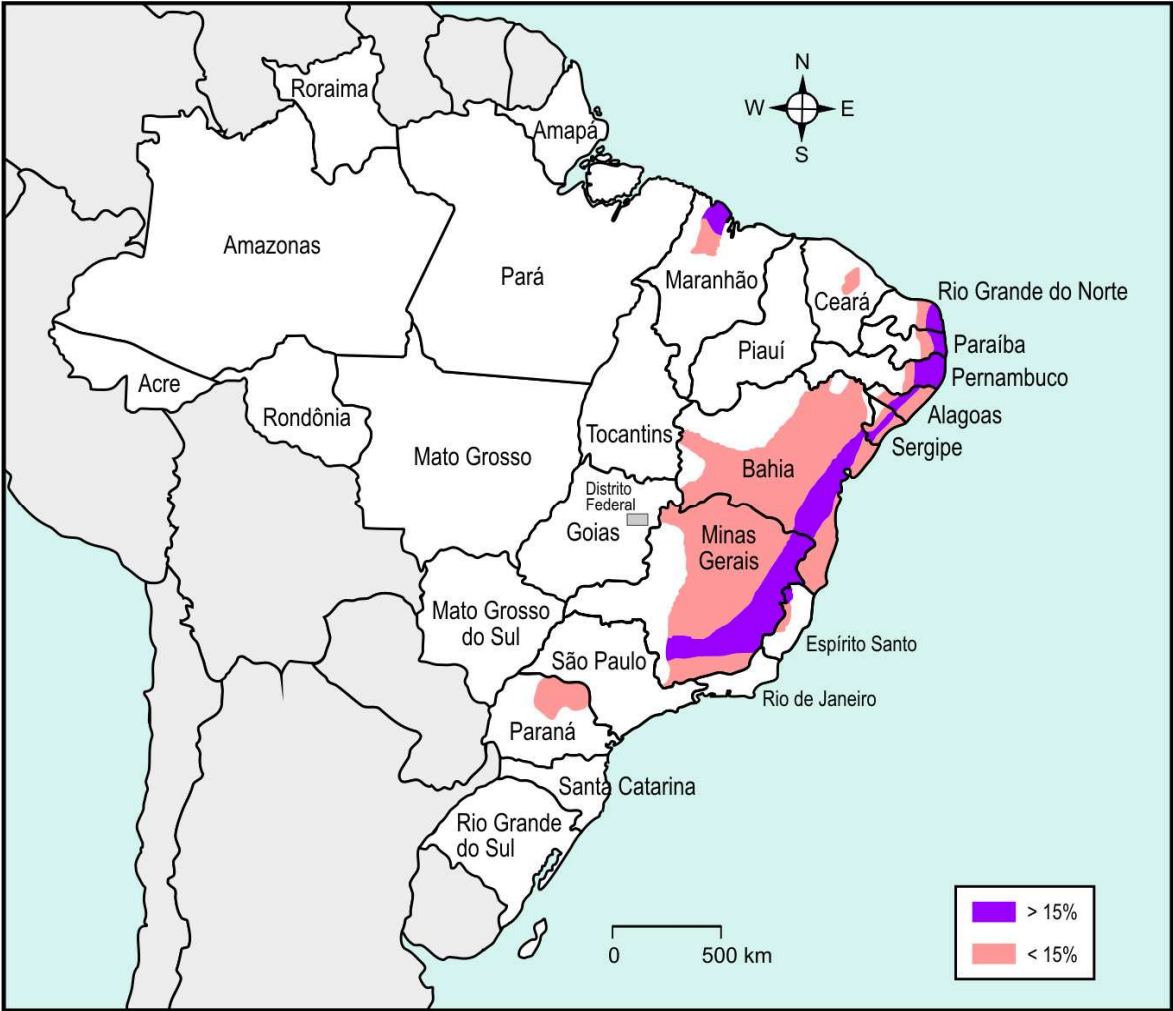 N
W E
S
Roraima
Amapá
Amazonas
Pará
Maranhão
Ceará
Rio Grande do Norte
Piauí
Paraíba
Pernambuco
Acre
Rondônia
Alagoas
Sergipe
Tocantins
Mato Grosso
Bahia
Distrito
Federal
Goias
Minas
Gerais
Mato Grosso
do Sul
São Paulo
Espírito Santo
Rio de Janeiro
Paraná
Santa Catarina
Rio Grande
do Sul
> 15%
< 15%
0 500 km